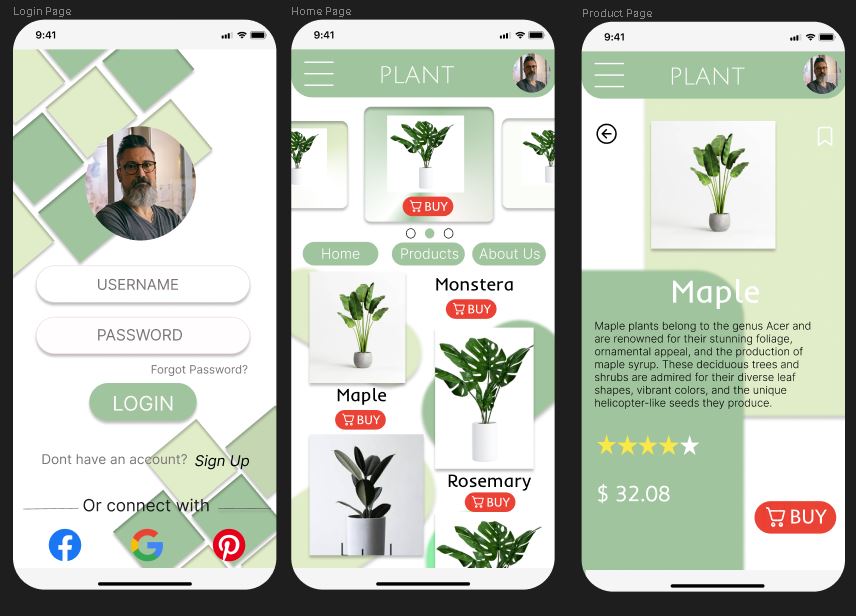 Login Page
9:41
USERNAME
PASSWORD
Forgot Password?
LOGIN
Dont have an account? Sign Up
Or connect with
Home Page
9:41
PLANT
BUY
Home Products About Us
Monstera
BUY
Maple
BUY
Rosemary
BUY
Product Page
9:41
PLANT
Maple
Maple plants belong to the genus Acer and
are renowned for their stunning foliage,
ornamental appeal, and the production of
maple syrup. These deciduous trees and
shrubs are admired for their diverse leaf
shapes, vibrant colors, and the unique
helicopter-like seeds they produce.
$ 32.08
BUY